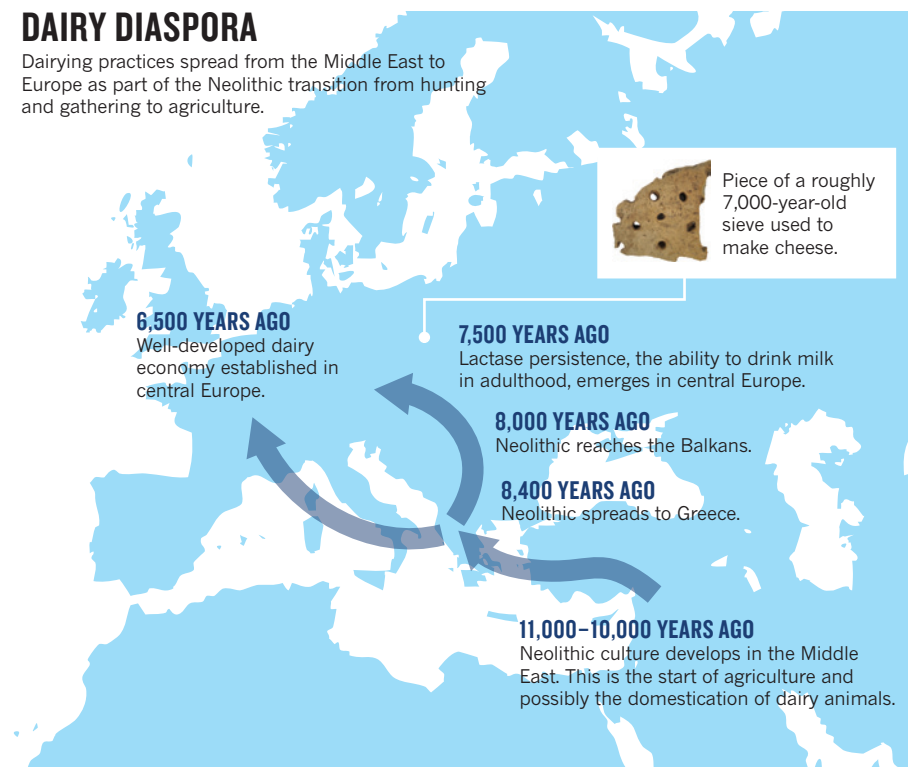 DAIRY DIASPORA
Dairying practices spread from the Middle East to
Europe as part of the Neolithic transition from hunting
and gathering to agriculture.
Piece of a roughly
7,000-year-old
sieve used to
make cheese.
6,500 YEARS AGO
Well-developed dairy
economy established in
central Europe.
7,500 YEARS AGO
Lactase persistence, the ability to drink milk
in adulthood, emerges in central Europe.
8,000 YEARS AGO
Neolithic reaches the Balkans.
8,400 YEARS AGO
Neolithic spreads to Greece.
11,000–10,000 YEARS AGO
Neolithic culture develops in the Middle
East. This is the start of agriculture and
possibly the domestication of dairy animals.